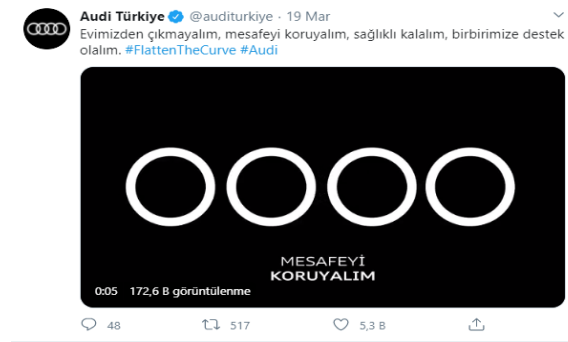 Audi Türkiye @auditurkiye · 19 Mar
Evimizden çıkmayalım, mesafeyi koruyalım, sağlıklı kalalım, birbirimize destek
olalım. #FlattenTheCurve #Audi
MESAFEYİ
KORUYALIM
0:05 172,6 B görüntülenme
48 517 5,3 B